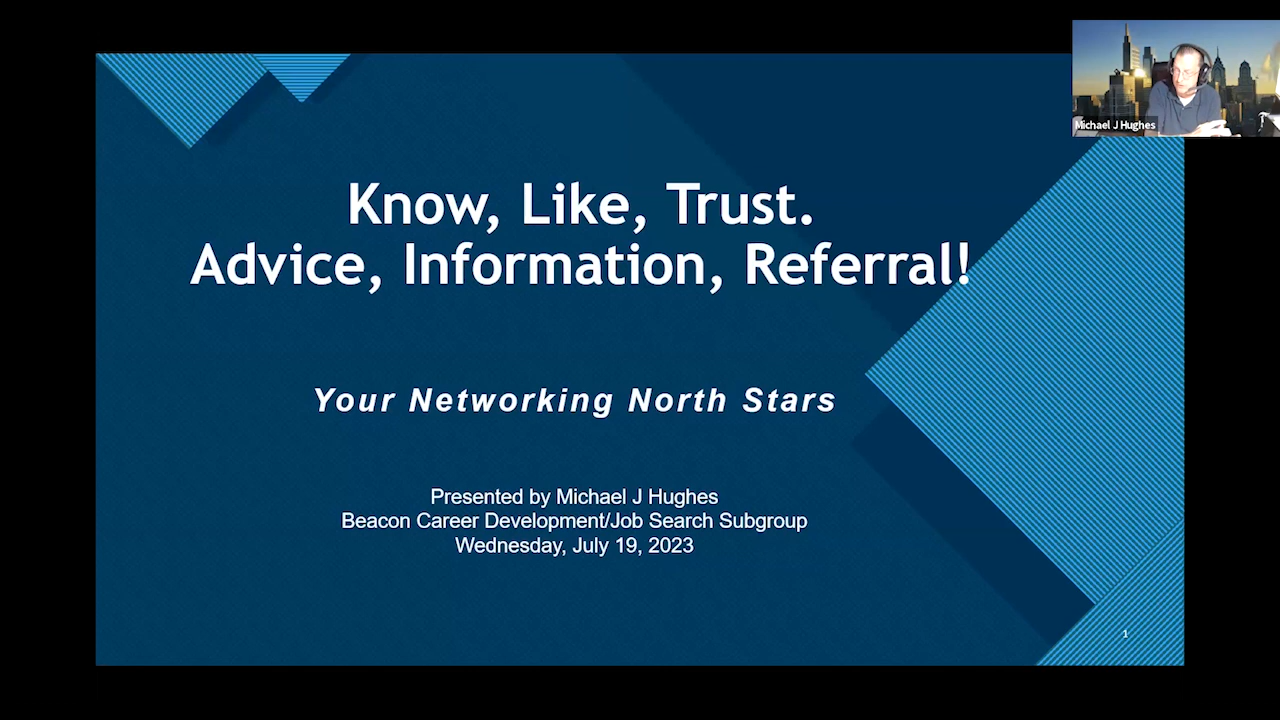 Michael J Hughes
Know, Like, Trust.
Advice, Information, Referral!
Your Networking North Stars
Presented by Michael J Hughes
Beacon Career Development/Job Search Subgroup
Wednesday, July 19, 2023
1